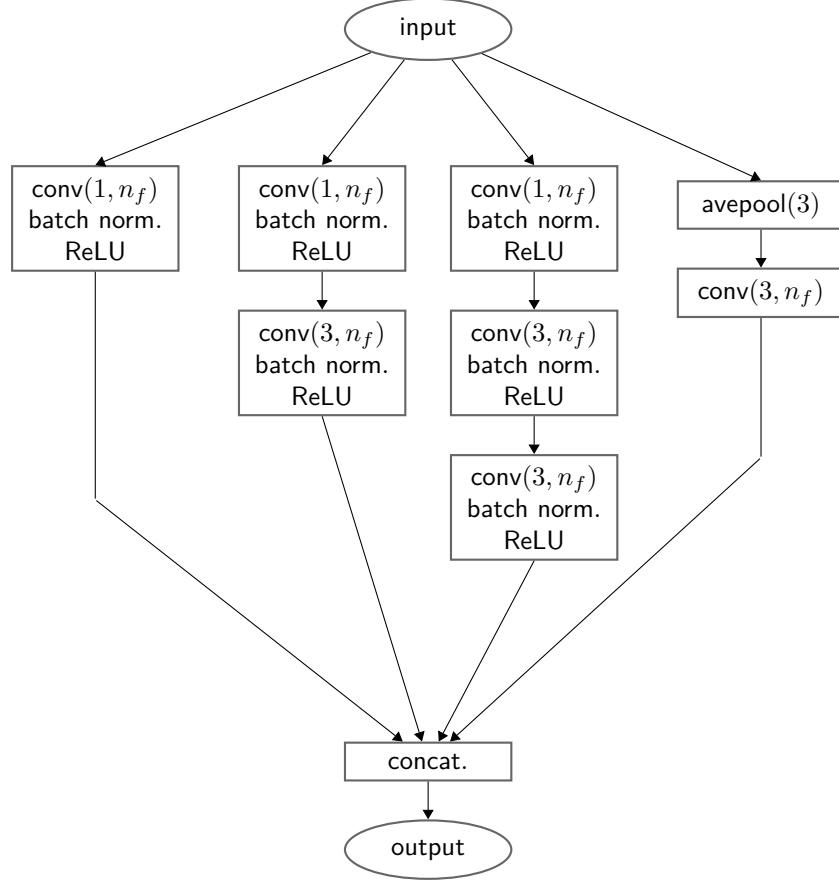 input
conv(1, n_f)
batch norm.
ReLU
conv(1, n_f)
batch norm.
ReLU
conv(3, n_f)
batch norm.
ReLU
conv(1, n_f)
batch norm.
ReLU
conv(3, n_f)
batch norm.
ReLU
conv(3, n_f)
batch norm.
ReLU
avepool(3)
conv(3, n_f)
concat.
output